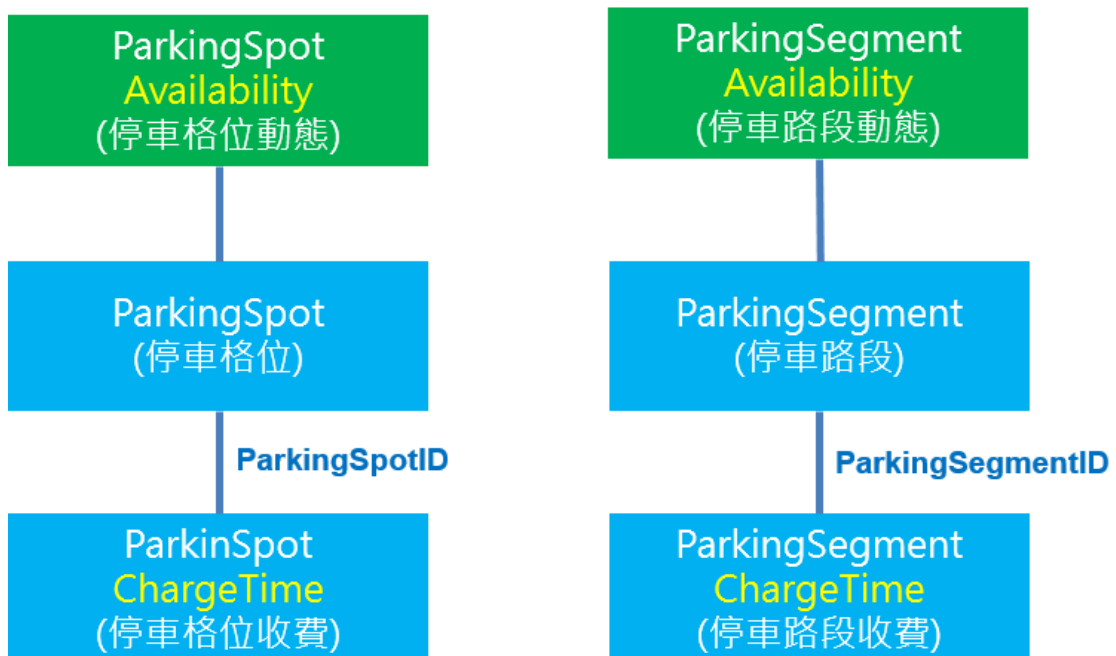 ParkingSpot
Availability
(停車格位動態)
ParkingSegment
Availability
(停車路段動態)
ParkingSpot
(停車格位)
ParkingSegment
(停車路段)
ParkingSpotID
ParkingSegmentID
ParkinSpot
ChargeTime
(停車格位收費)
ParkingSegment
ChargeTime
(停車路段收費)